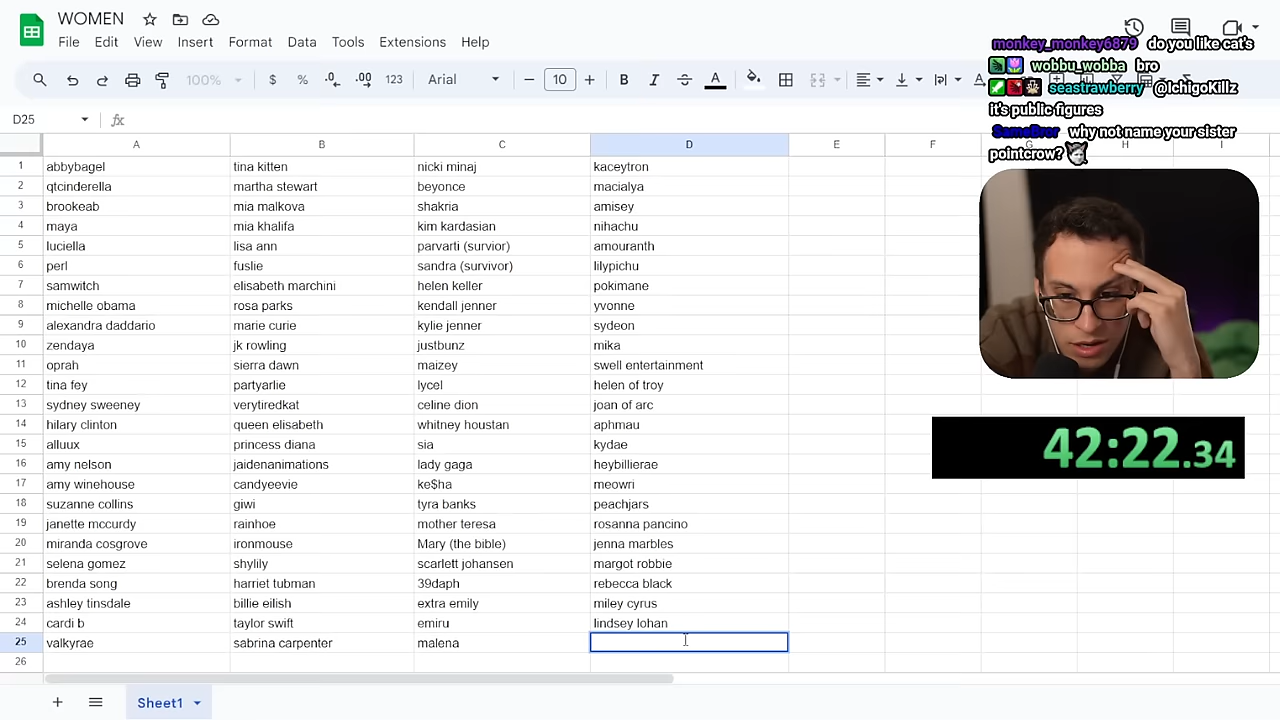 WOMEN
File Edit View Insert Format Data Tools Extensions Help
100% $ % .0 .00 123 Arial 10 B I S A
D25 fx
monkey_monkey6879 do you like cat's
wobbu_wobba bro
seastrawberry @IchigoKillz
it's public figures
SameBror why not name your sister
pointcrow?
A B C D E F G H I
1 abbybagel tina kitten nicki minaj kaceytron
2 qtcinderella martha stewart beyonce macialya
3 brookeab mia malkova shakria amisey
4 maya mia khalifa kim kardasian nihachu
5 luciella lisa ann parvarti (survior) amouranth
6 perl fuslie sandra (survivor) lilypichu
7 samwitch elisabeth marchini helen keller pokimane
8 michelle obama rosa parks kendall jenner yvonne
9 alexandra daddario marie curie kylie jenner sydeon
10 zendaya jk rowling justbunz mika
11 oprah sierra dawn maizey swell entertainment
12 tina fey partyarlie lycel helen of troy
13 sydney sweeney verytiredkat celine dion joan of arc
14 hilary clinton queen elisabeth whitney houstan aphmau
15 alluux princess diana sia kydae
16 amy nelson jaidenanimations lady gaga heybillierae
17 amy winehouse candyeevie ke$ha meowri
18 suzanne collins giwi tyra banks peachjars
19 janette mccurdy rainhoe mother teresa rosanna pancino
20 miranda cosgrove ironmouse Mary (the bible) jenna marbles
21 selena gomez shylily scarlett johansen margot robbie
22 brenda song harriet tubman 39daph rebecca black
23 ashley tinsdale billie eilish extra emily miley cyrus
24 cardi b taylor swift emiru lindsey lohan
25 valkyrae sabrina carpenter malena
26
42:22.34
Sheet1